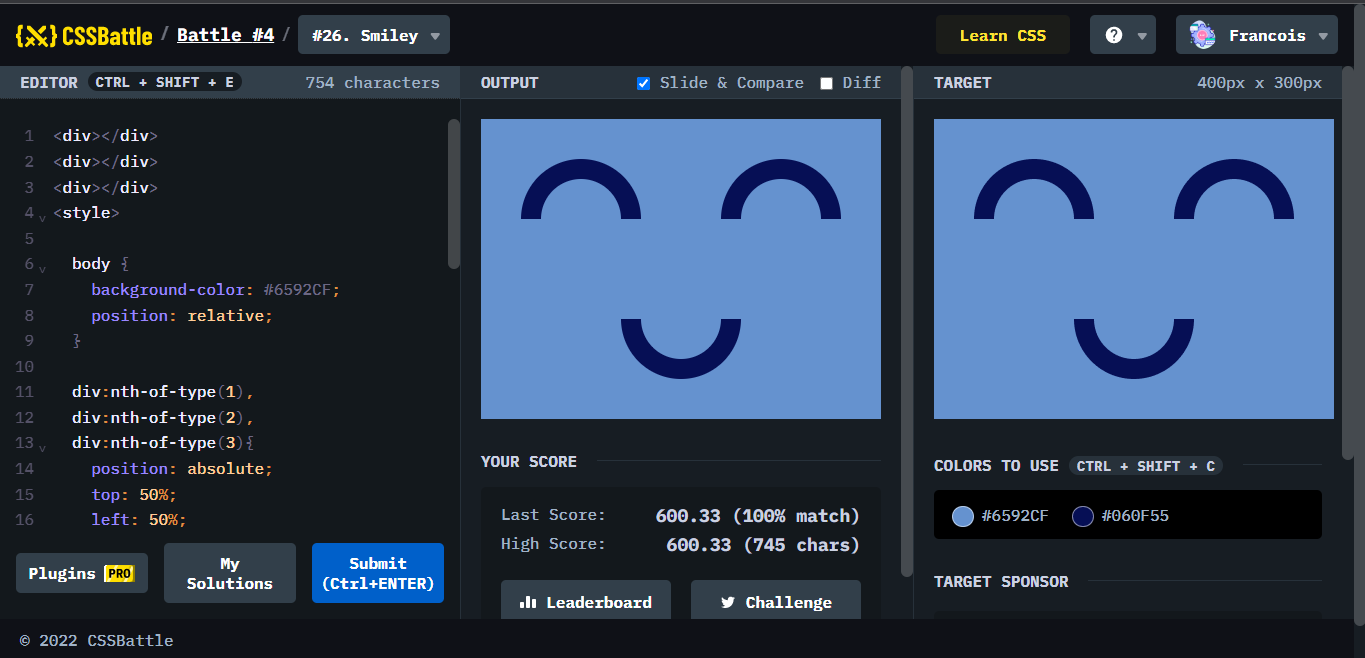 {X} CSSBattle / Battle #4 / #26. Smiley ▼ Learn CSS ? ▼ Francois ▼
EDITOR CTRL + SHIFT + E 754 characters
1 <div></div>
2 <div></div>
3 <div></div>
4 <style>
5
6 body {
7 background-color: #6592CF;
8 position: relative;
9 }
10
11 div:nth-of-type(1),
12 div:nth-of-type(2),
13 div:nth-of-type(3){
14 position: absolute;
15 top: 50%;
16 left: 50%;
Plugins PRO
My
Solutions
Submit
(Ctrl+ENTER)
OUTPUT Slide & Compare Diff
YOUR SCORE
Last Score: 600.33 (100% match)
High Score: 600.33 (745 chars)
Leaderboard Challenge
TARGET 400px x 300px
COLORS TO USE CTRL + SHIFT + C
#6592CF #060F55
TARGET SPONSOR
© 2022 CSSBattle